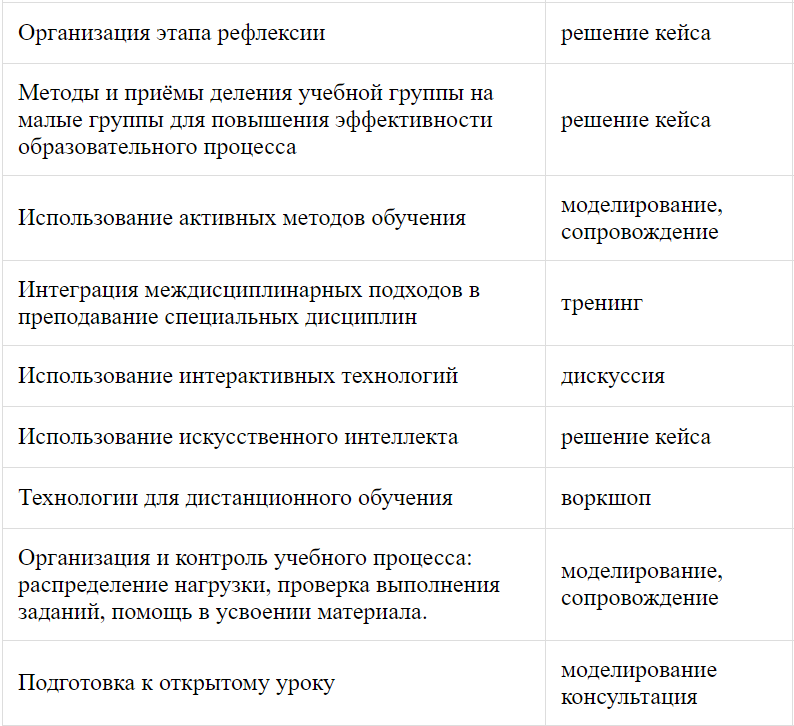 Организация этапа рефлексии
решение кейса
Методы и приёмы деления учебной группы на
малые группы для повышения эффективности
образовательного процесса
решение кейса
Использование активных методов обучения
моделирование,
сопровождение
Интеграция междисциплинарных подходов в
преподавание специальных дисциплин
тренинг
Использование интерактивных технологий
дискуссия
Использование искусственного интеллекта
решение кейса
Технологии для дистанционного обучения
воркшоп
Организация и контроль учебного процесса:
распределение нагрузки, проверка выполнения
заданий, помощь в усвоении материала.
моделирование,
сопровождение
Подготовка к открытому уроку
моделирование
консультация